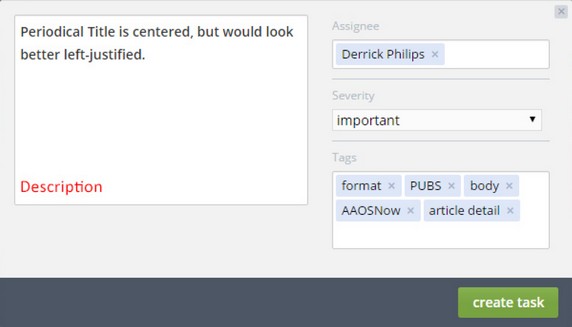 Periodical Title is centered, but would look
better left-justified.
Description
Assignee
Derrick Philips ×
Severity
important
Tags
format × PUBS × body ×
AAOSNow × article detail ×
create task